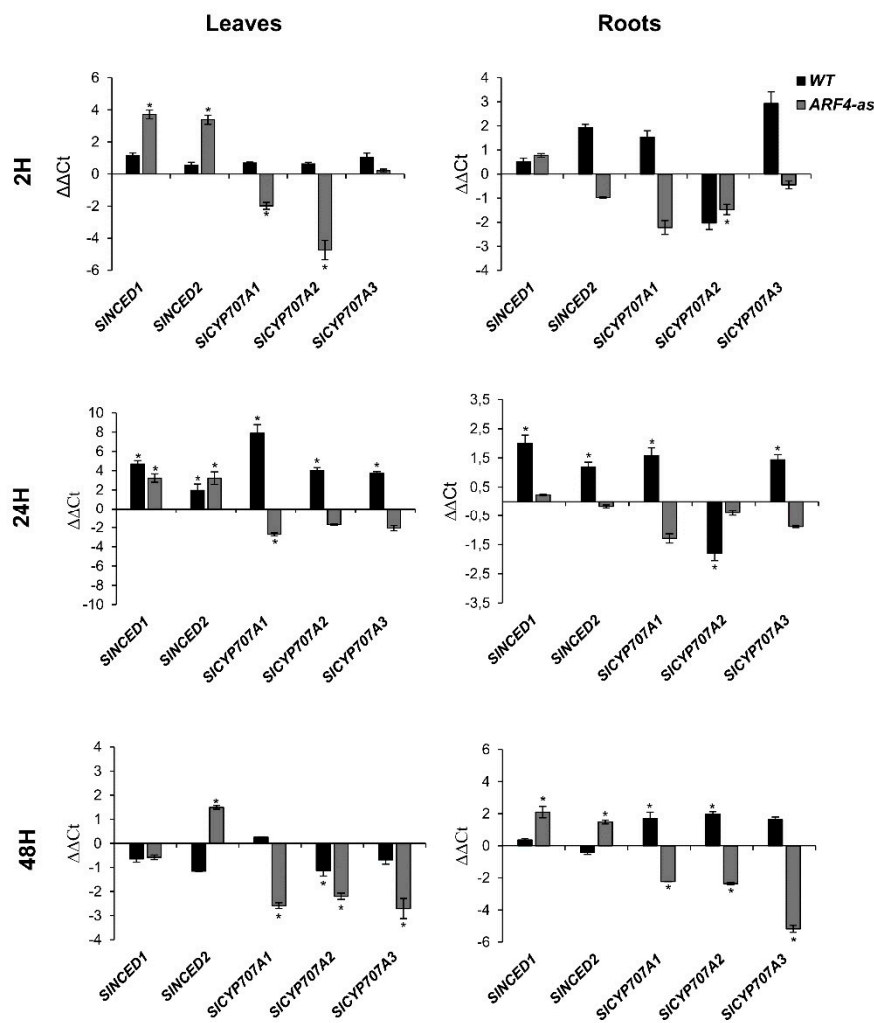 Leaves
Roots
WT
ARF4-as
2H
ΔΔCt
6
4
2
0
-2
-4
-6
*
*
*
*
SlNCED1
SlNCED2
SlCYP707A1
SlCYP707A2
SlCYP707A3
4
3
2
1
0
-1
-2
-3
-4
*
SlNCED1
SlNCED2
SlCYP707A1
SlCYP707A2
SlCYP707A3
24H
ΔΔCt
10
8
6
4
2
0
-2
-4
-6
-8
-10
*
*
*
*
*
*
*
*
SlNCED1
SlNCED2
SlCYP707A1
SlCYP707A2
SlCYP707A3
ΔΔCt
3,5
2,5
1,5
0,5
-0,5
-1,5
-2,5
-3,5
*
*
*
*
*
SlNCED1
SlNCED2
SlCYP707A1
SlCYP707A2
SlCYP707A3
48H
ΔΔCt
4
3
2
1
0
-1
-2
-3
-4
*
*
*
*
*
SlNCED1
SlNCED2
SlCYP707A1
SlCYP707A2
SlCYP707A3
ΔΔCt
6
4
2
0
-2
-4
-6
*
*
*
*
*
*
*
SlNCED1
SlNCED2
SlCYP707A1
SlCYP707A2
SlCYP707A3